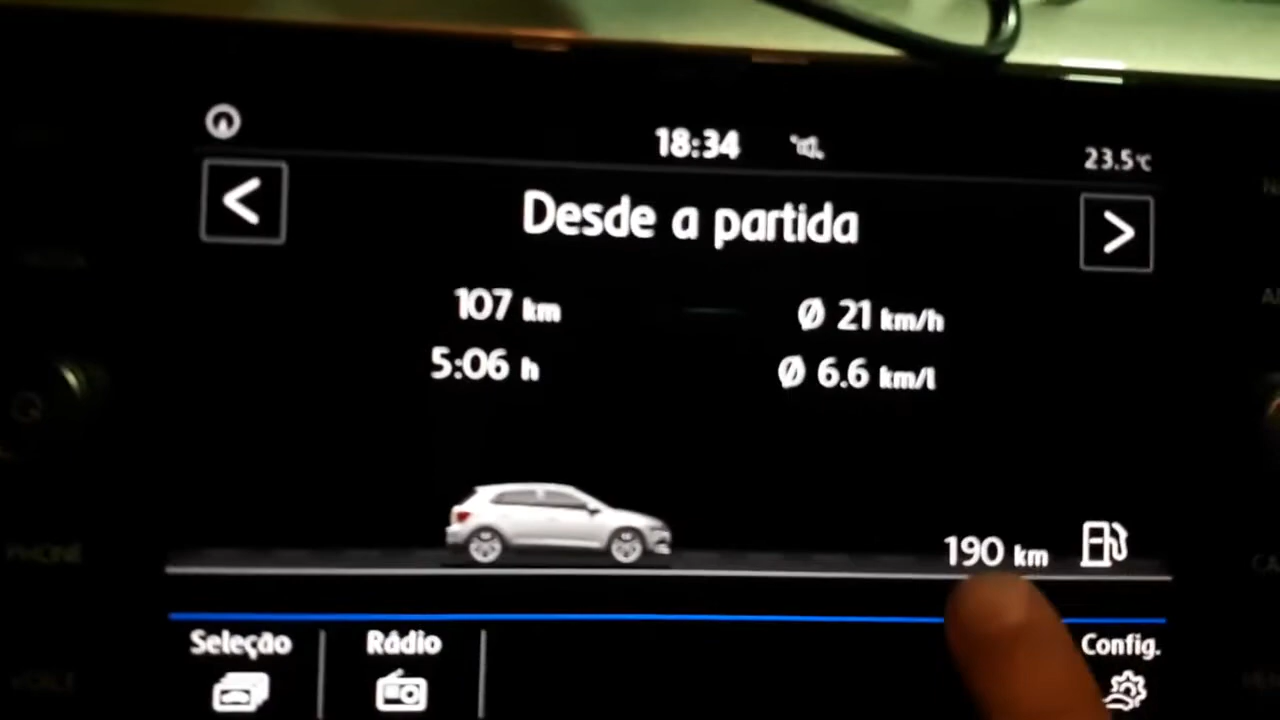 18:34
23.5°C
<
Desde a partida
>
107 km
Ø 21 km/h
5:06 h
Ø 6.6 km/l
190 km
Seleção
Rádio
Config.
PHONE